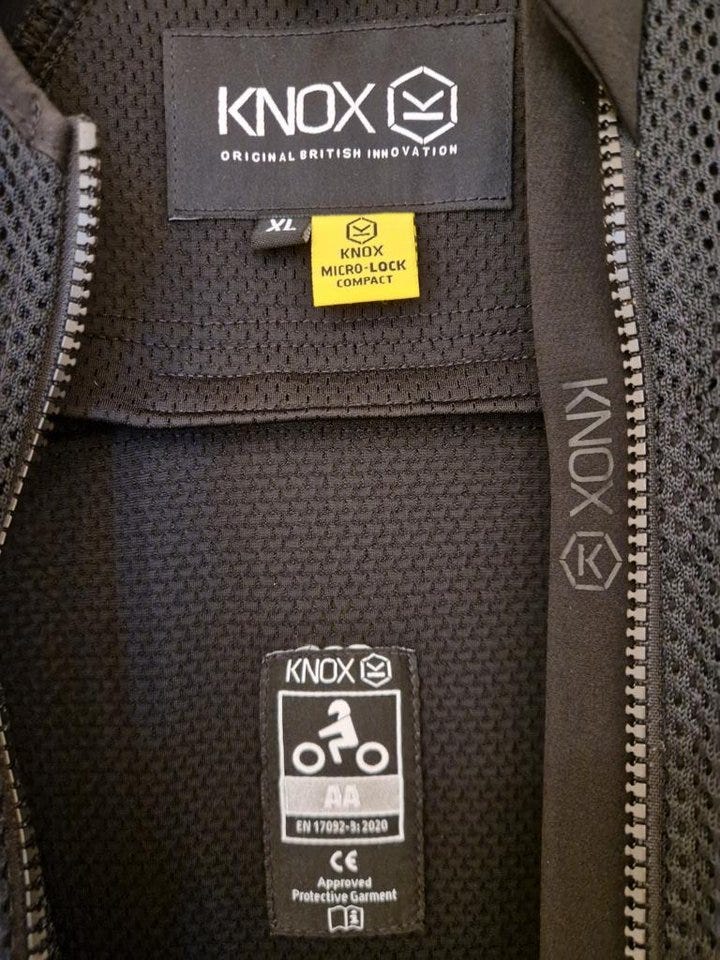 KNOX
ORIGINAL BRITISH INNOVATION
XL
KNOX
MICRO-LOCK
COMPACT
KNOX
KNOX
AA
EN 17092-3:2020
CE
Approved
Protective Garment